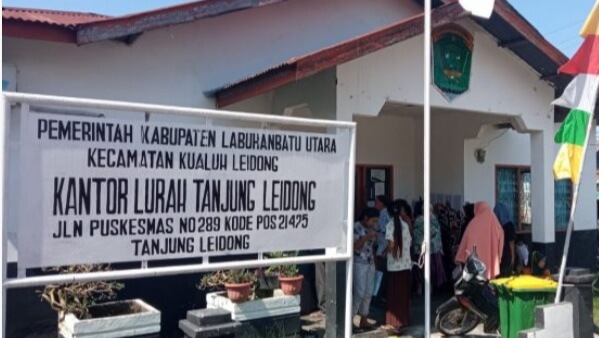 PEMERINTAH KABUPATEN LABUHANBATU UTARA
KECAMATAN KUALUH LEIDONG
KANTOR LURAH TANJUNG LEIDONG
JLN PUSKESMAS NO 289 KODE POS 21475
TANJUNG LEIDONG